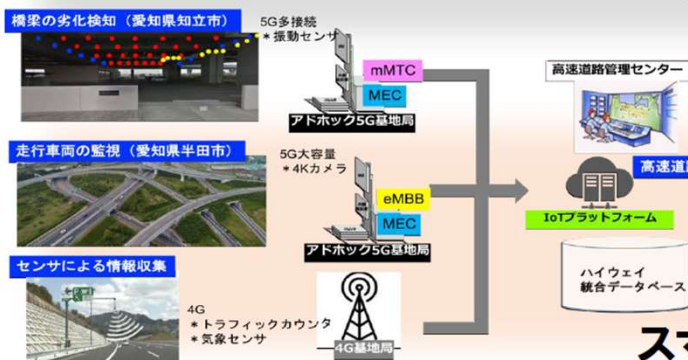 橋梁の劣化検知（愛知県知立市）
5G多接続
＊振動センサ
mMTC
MEC
アドホック5G基地局
走行車両の監視（愛知県半田市）
5G大容量
＊4Kカメラ
eMBB
MEC
アドホック5G基地局
センサによる情報収集
4G
＊トラフィックカウンタ
＊気象センサ
4G基地局
高速道路管理センター
高速道
IoTプラットフォーム
ハイウェイ
統合データベース
スマ